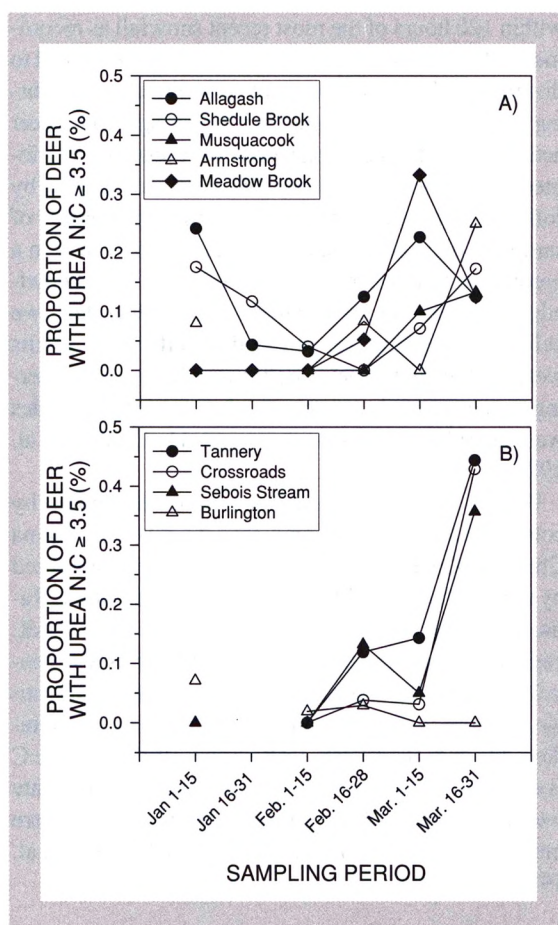 0.5
0.4
0.3
0.2
0.1
0.0
PROPORTION OF DEER
WITH UREA N:C ≥ 3.5 (%)
A)
Allagash
Shedule Brook
Musquacook
Armstrong
Meadow Brook
0.5
0.4
0.3
0.2
0.1
0.0
PROPORTION OF DEER
WITH UREA N:C ≥ 3.5 (%)
B)
Tannery
Crossroads
Sebois Stream
Burlington
Jan 1-15
Jan 16-31
Feb. 1-15
Feb. 16-28
Mar. 1-15
Mar. 16-31
SAMPLING PERIOD